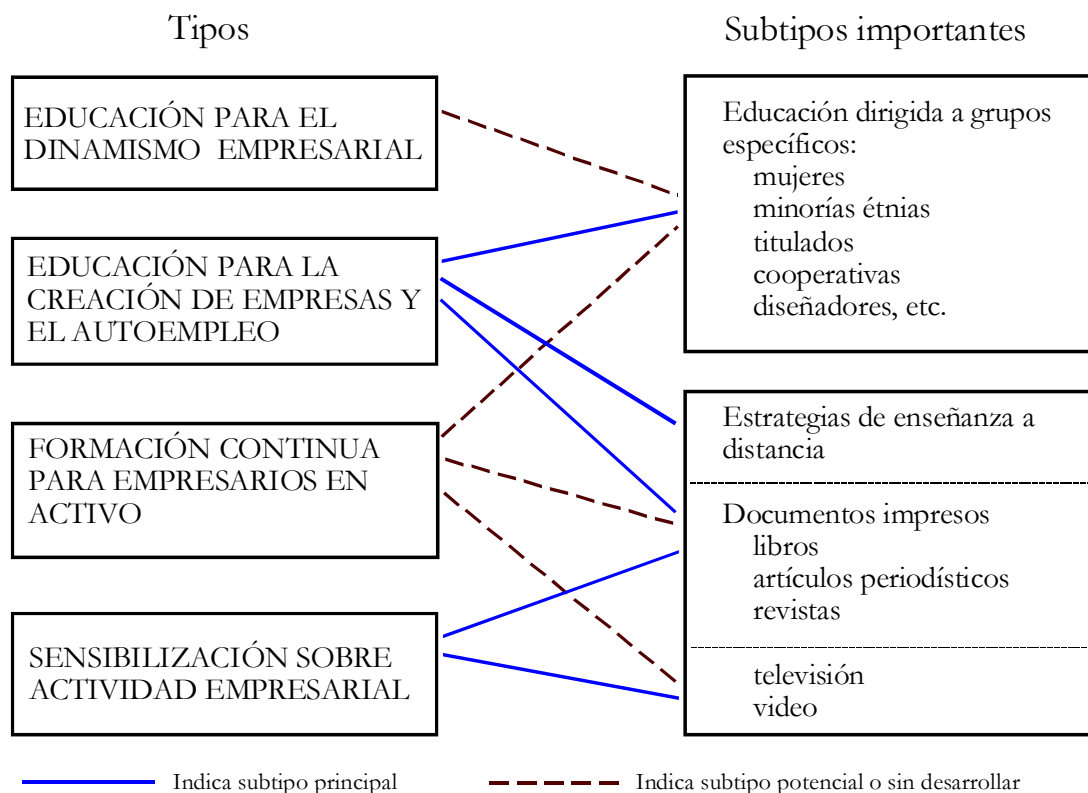 Tipos
EDUCACIÓN PARA EL
DINAMISMO EMPRESARIAL
EDUCACIÓN PARA LA
CREACIÓN DE EMPRESAS Y
EL AUTOEMPLEO
FORMACIÓN CONTINUA
PARA EMPRESARIOS EN
ACTIVO
SENSIBILIZACIÓN SOBRE
ACTIVIDAD EMPRESARIAL
Subtipos importantes
Educación dirigida a grupos
específicos:
mujeres
minorías étnias
titulados
cooperativas
diseñadores, etc.
Estrategias de enseñanza a
distancia
Documentos impresos
libros
artículos periodísticos
revistas
televisión
video
Indica subtipo principal
Indica subtipo potencial o sin desarrollar